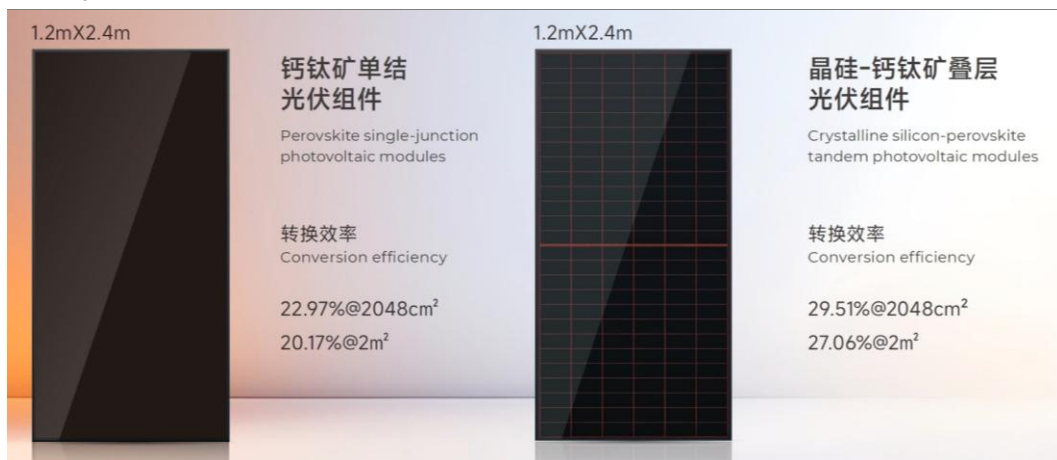 1.2mX2.4m
钙钛矿单结
光伏组件
Perovskite single-junction
photovoltaic modules
转换效率
Conversion efficiency
22.97%@2048cm²
20.17%@2m²
1.2mX2.4m
晶硅-钙钛矿叠层
光伏组件
Crystalline silicon-perovskite
tandem photovoltaic modules
转换效率
Conversion efficiency
29.51%@2048cm²
27.06%@2m²